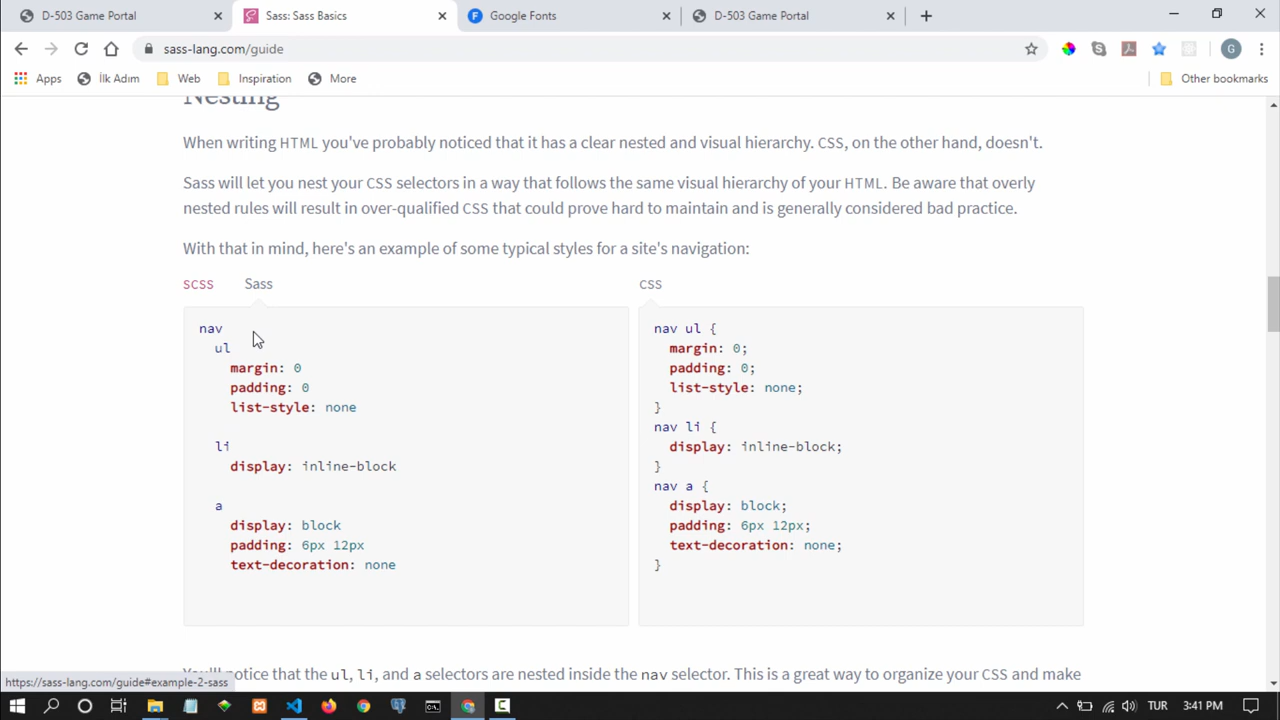 D-503 Game Portal
Sass: Sass Basics
Google Fonts
D-503 Game Portal
sass-lang.com/guide
G
Apps
İlk Adım
Web
Inspiration
More
Other bookmarks
Nesting
When writing HTML you've probably noticed that it has a clear nested and visual hierarchy. CSS, on the other hand, doesn't.
Sass will let you nest your CSS selectors in a way that follows the same visual hierarchy of your HTML. Be aware that overly
nested rules will result in over-qualified CSS that could prove hard to maintain and is generally considered bad practice.
With that in mind, here's an example of some typical styles for a site's navigation:
SCSS Sass
nav
ul
margin: 0
padding: 0
list-style: none
li
display: inline-block
a
display: block
padding: 6px 12px
text-decoration: none
CSS
nav ul {
margin: 0;
padding: 0;
list-style: none;
}
nav li {
display: inline-block;
}
nav a {
display: block;
padding: 6px 12px;
text-decoration: none;
}
You'll notice that the ul, li, and a selectors are nested inside the nav selector. This is a great way to organize your CSS and make
https://sass-lang.com/guide#example-2-sass
TUR
3:41 PM